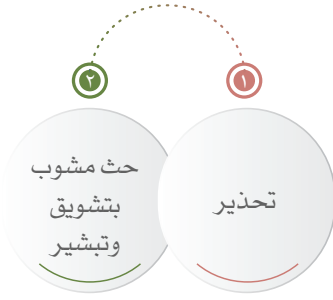 ١
تحذير
٢
حث مشوب
بتشويق
وتبشير